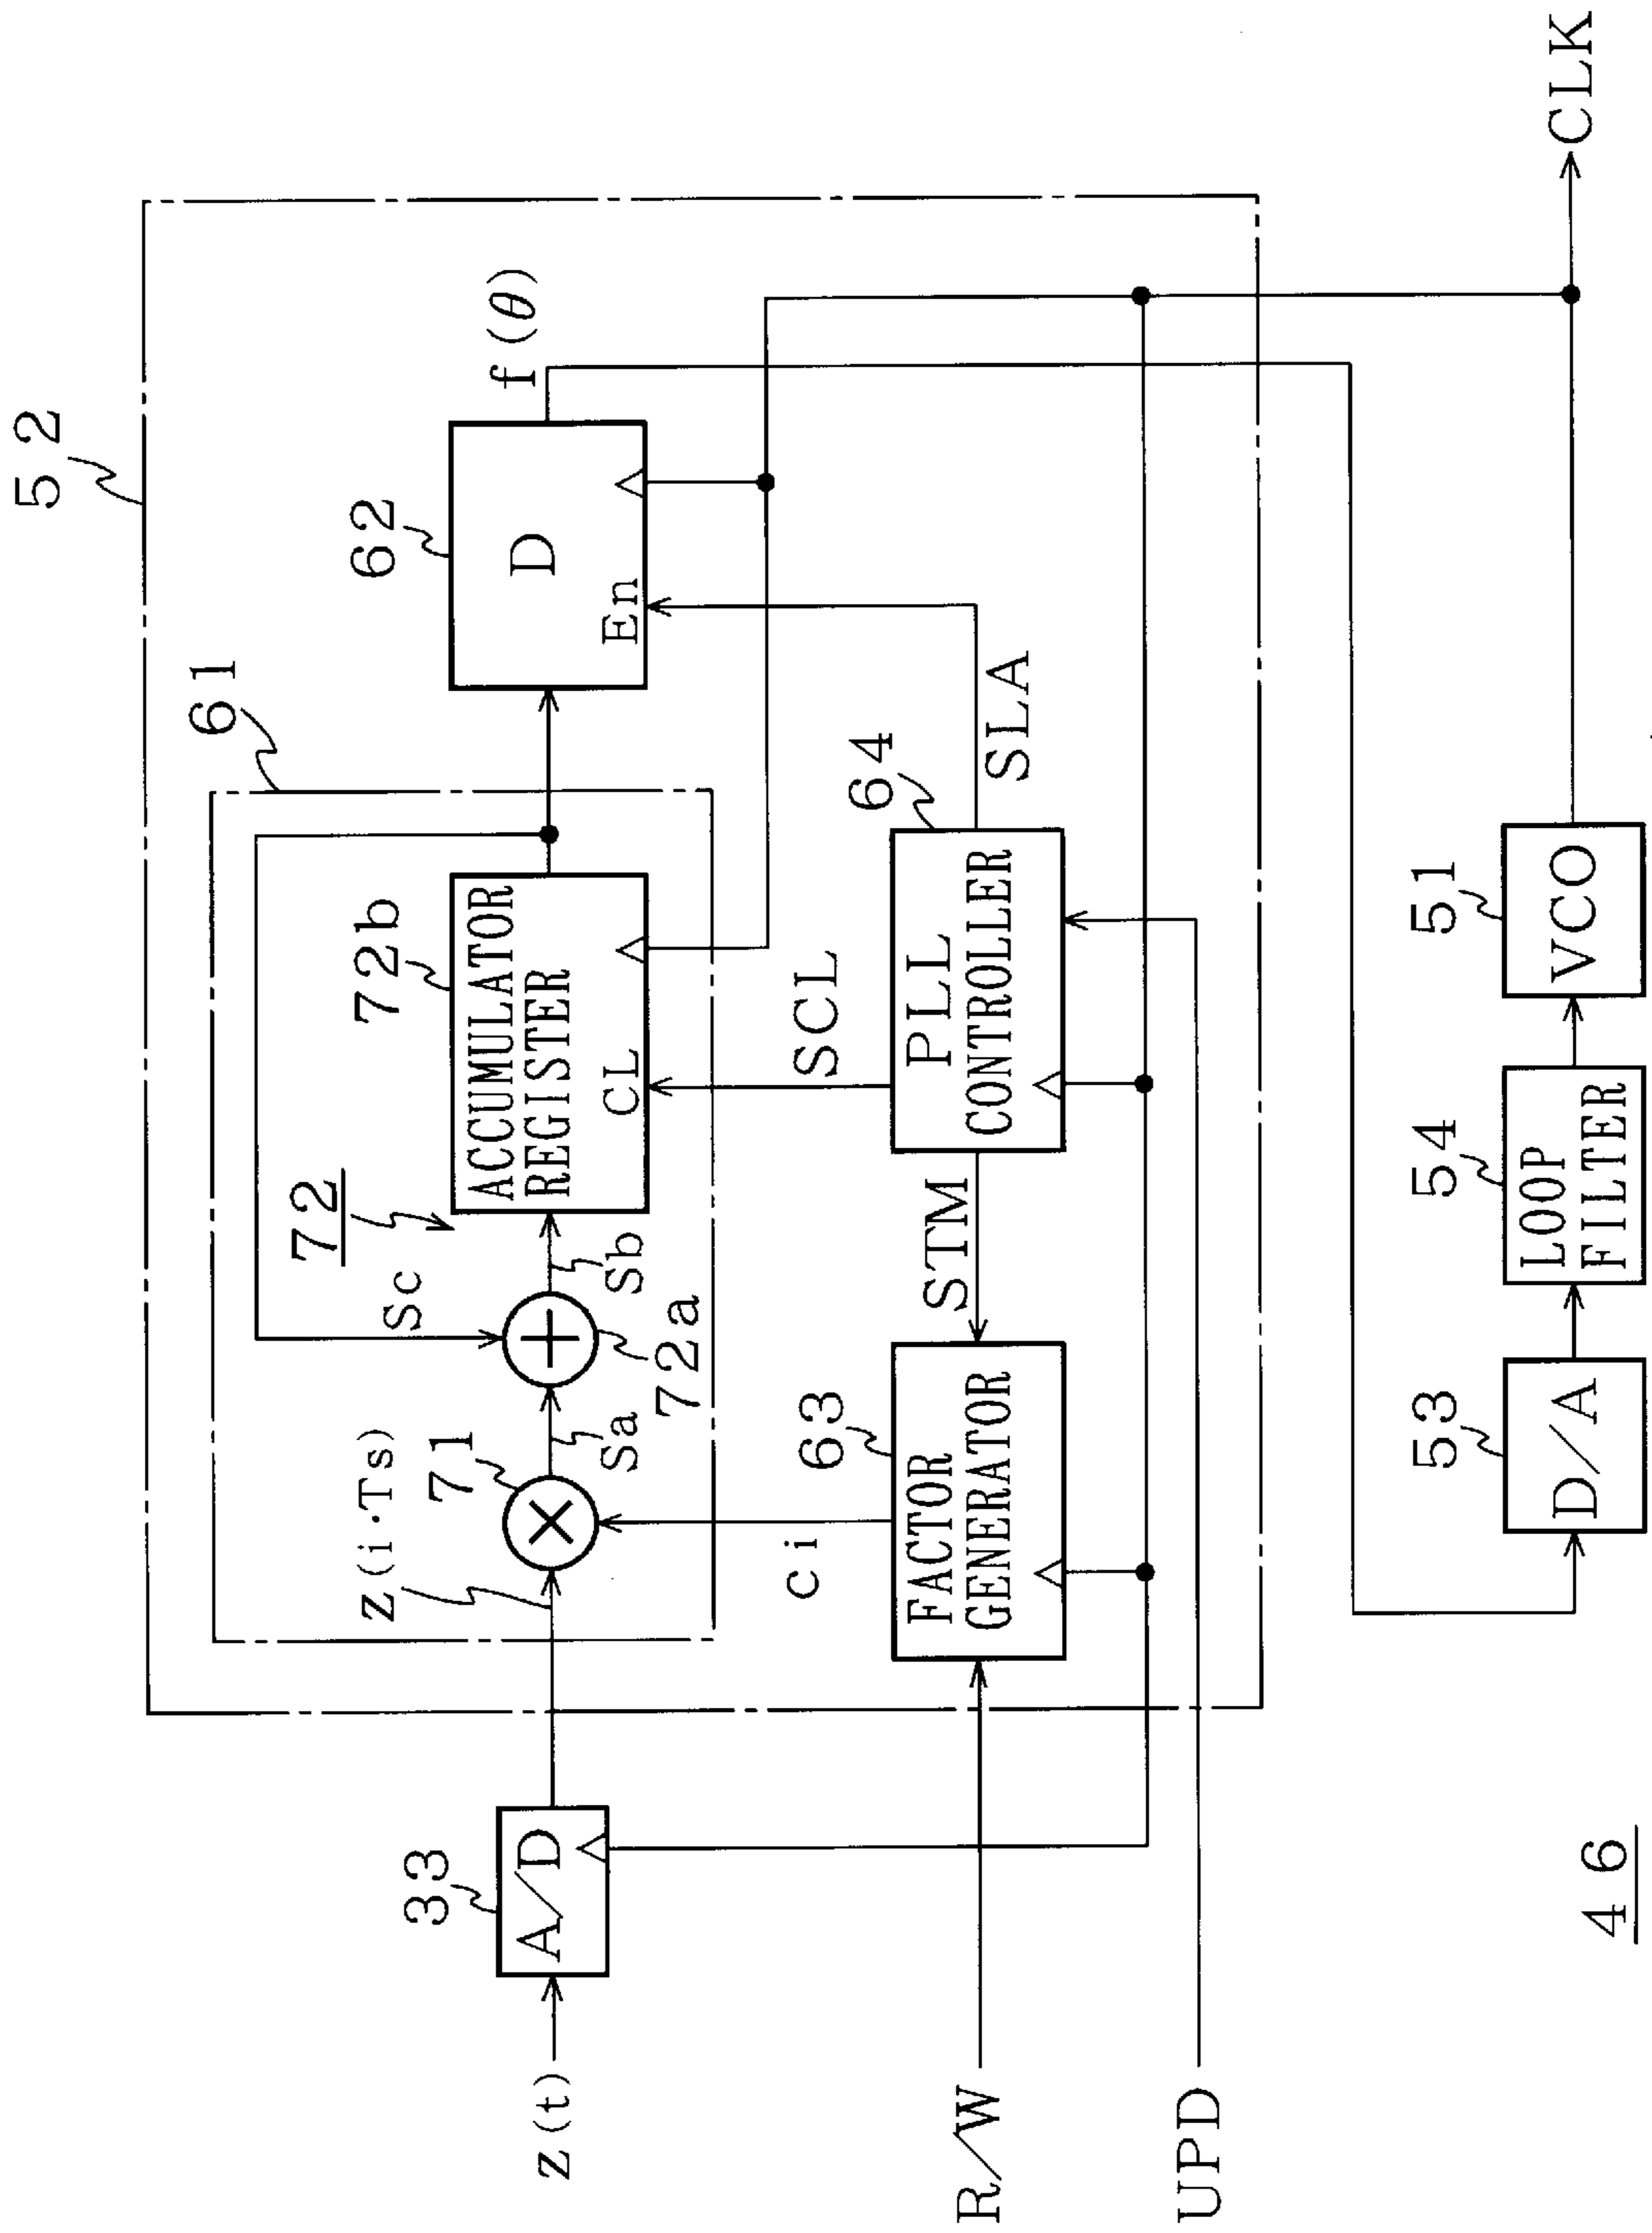 52
61
62
f(θ)
72
Sc
72b
ACCUMULATOR
REGISTER
CL
D
En
z(i·Ts)
71
Sa
72a
Sb
33
A/D
z(t)
ci
SCL
SLA
63
FACTOR
GENERATOR
STM
64
PLL
CONTROLLER
R/W
UPD
CLK
53
D/A
54
LOOP
FILTER
51
VCO
46